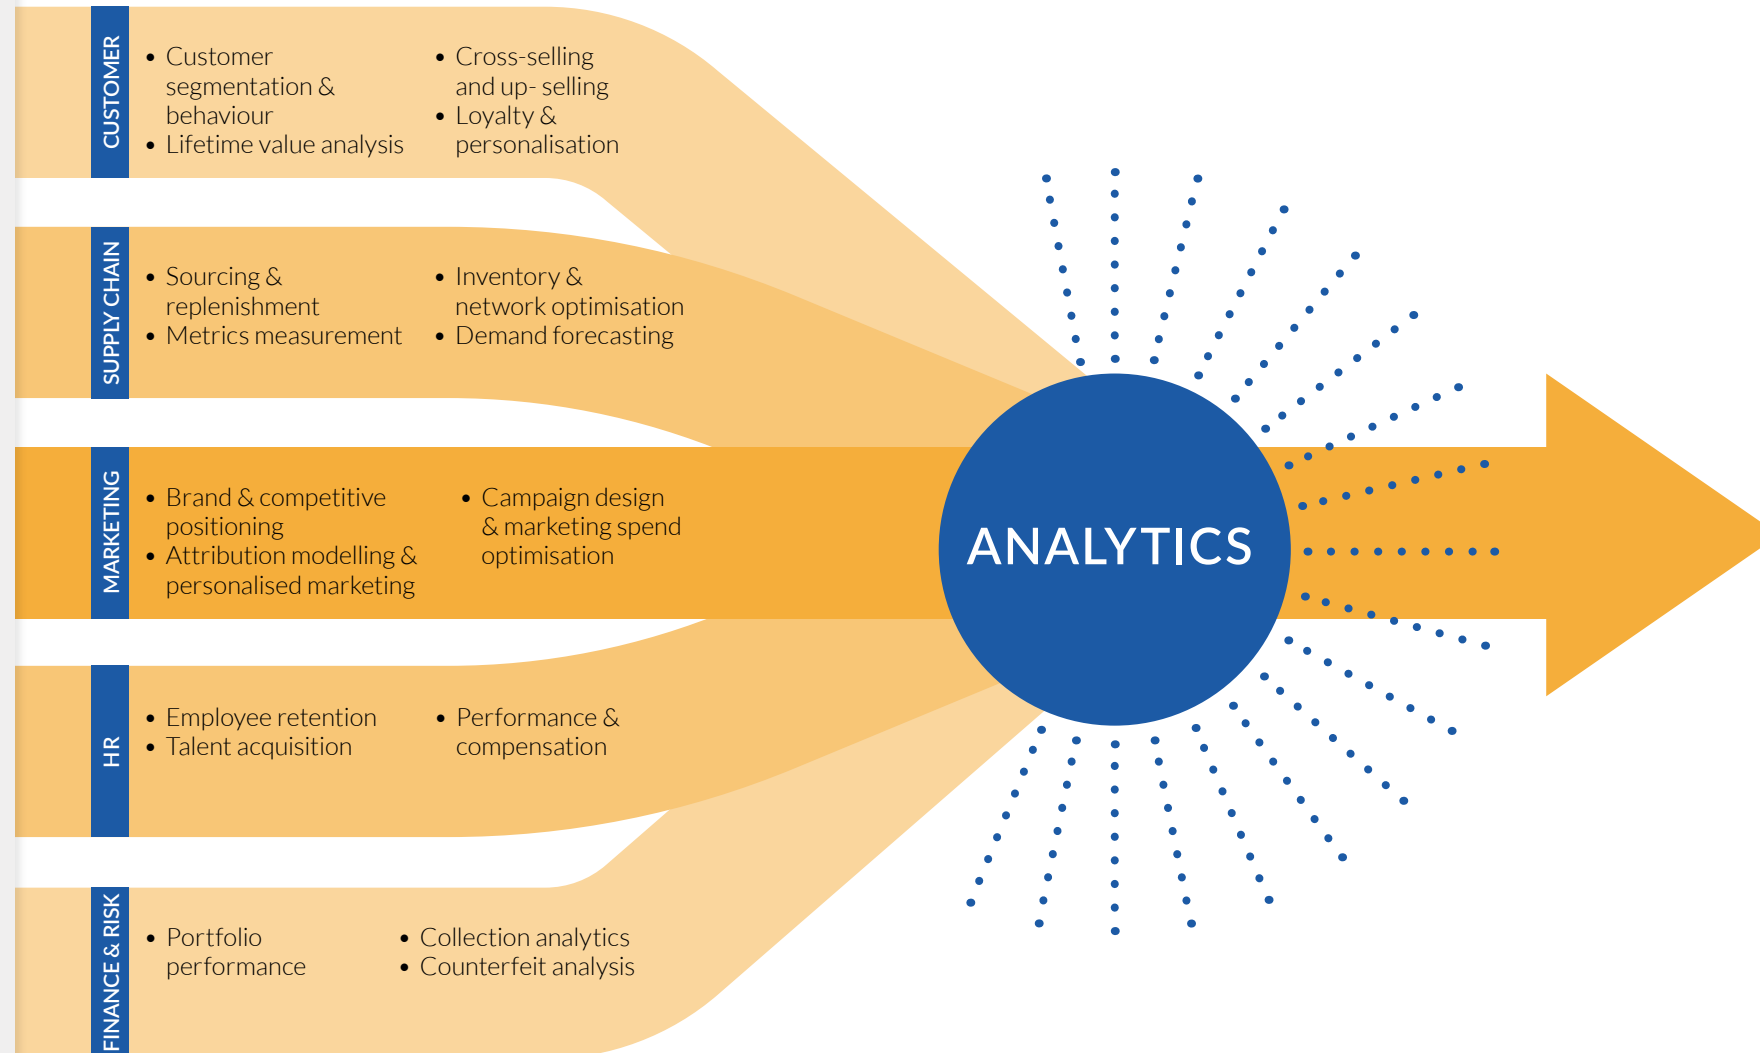 CUSTOMER
• Customer
segmentation &
behaviour
• Lifetime value analysis
• Cross-selling
and up- selling
• Loyalty &
personalisation
SUPPLY CHAIN
• Sourcing &
replenishment
• Metrics measurement
• Inventory &
network optimisation
• Demand forecasting
MARKETING
• Brand & competitive
positioning
• Attribution modelling &
personalised marketing
• Campaign design
& marketing spend
optimisation
ANALYTICS
HR
• Employee retention
• Talent acquisition
• Performance &
compensation
FINANCE & RISK
• Portfolio
performance
• Collection analytics
• Counterfeit analysis